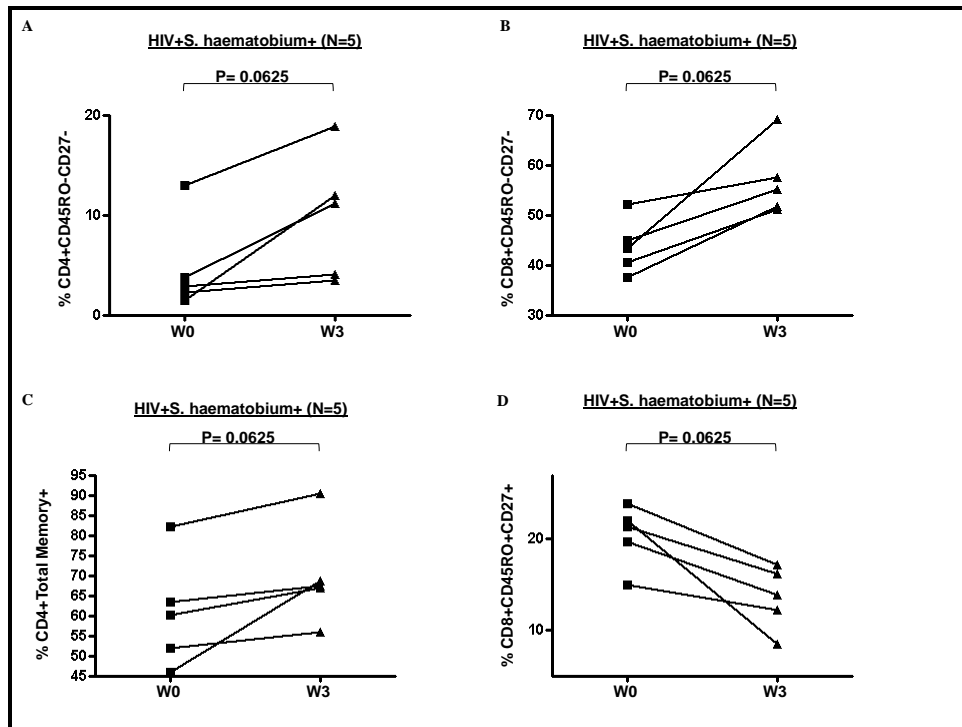 A
HIV+S. haematobium+ (N=5)
P= 0.0625
20
10
0
% CD4+CD45RO-CD27-
W0
W3
B
HIV+S. haematobium+ (N=5)
P= 0.0625
70
60
50
40
30
% CD8+CD45RO-CD27-
W0
W3
C
HIV+S. haematobium+ (N=5)
P= 0.0625
95
90
85
80
75
70
65
60
55
50
45
% CD4+Total Memory+
W0
W3
D
HIV+S. haematobium+ (N=5)
P= 0.0625
20
10
% CD8+CD45RO+CD27+
W0
W3